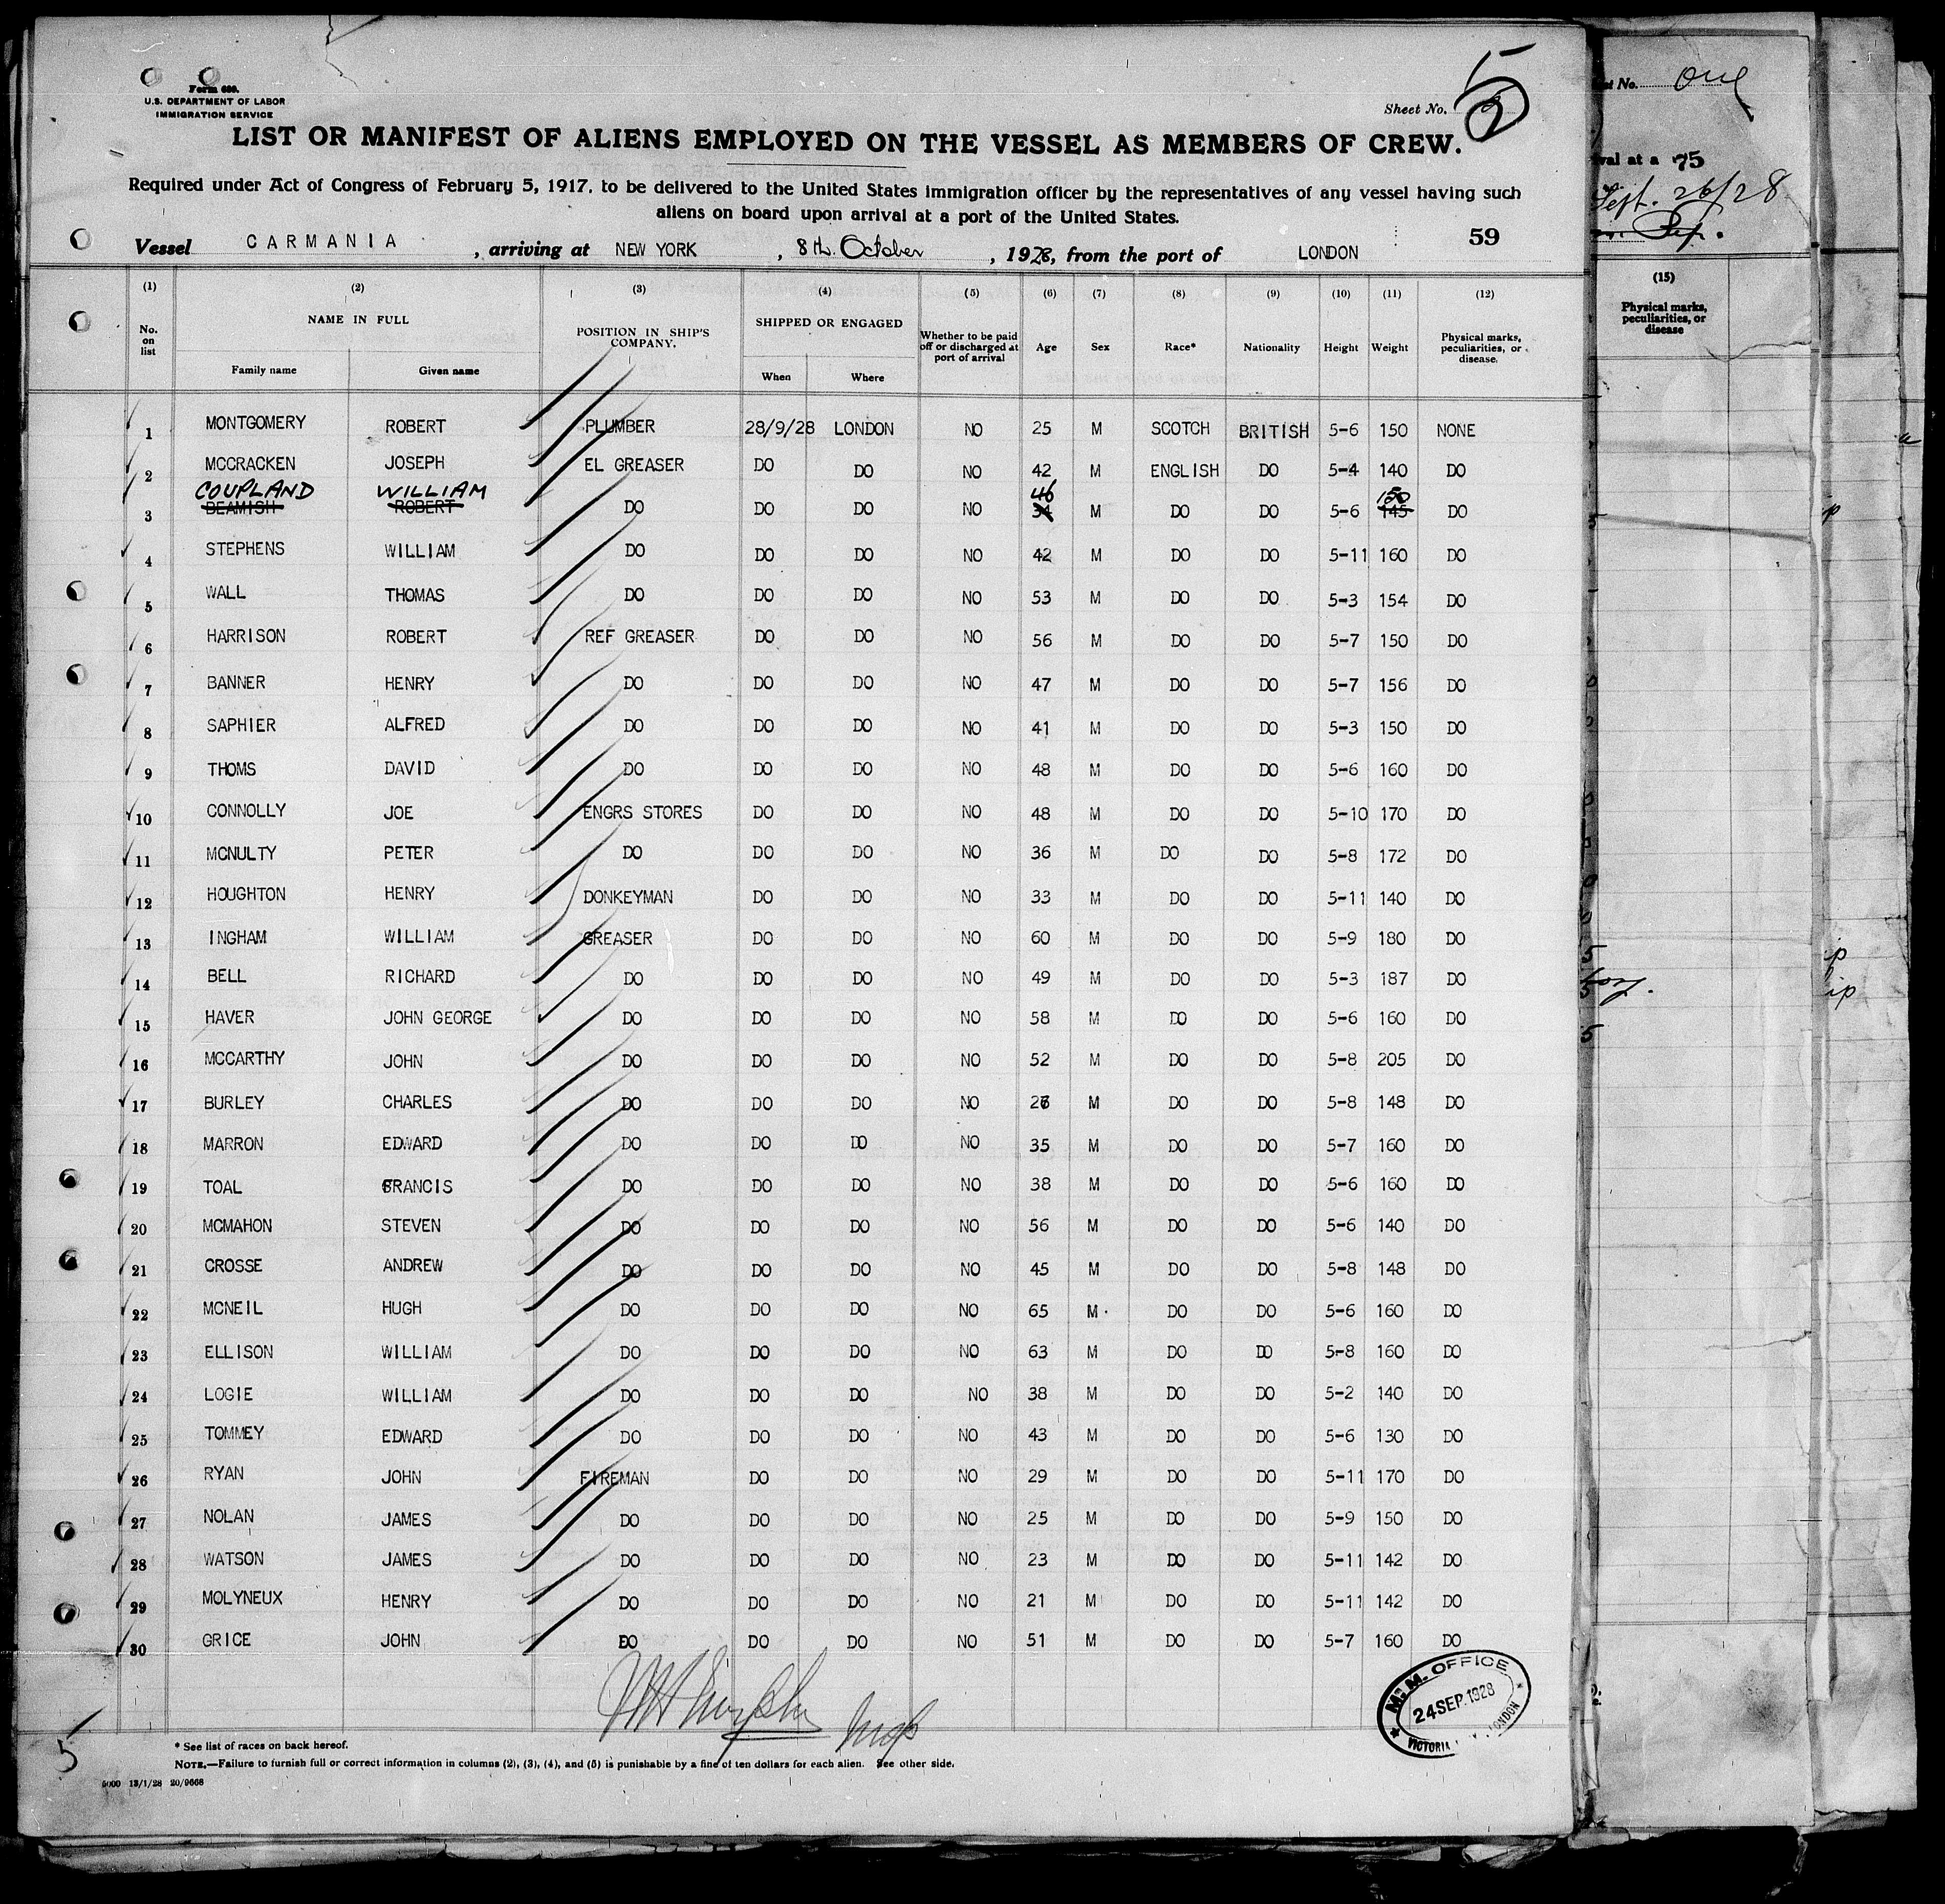 Form 680.
U.S. DEPARTMENT OF LABOR
IMMIGRATION SERVICE
Sheet No. 5
LIST OR MANIFEST OF ALIENS EMPLOYED ON THE VESSEL AS MEMBERS OF CREW.
Required under Act of Congress of February 5, 1917, to be delivered to the United States immigration officer by the representatives of any vessel having such
aliens on board upon arrival at a port of the United States.
Vessel CARMANIA, arriving at NEW YORK, 8th. October, 1928, from the port of LONDON 59
(1) (2) (3) (4) (5) (6) (7) (8) (9) (10) (11) (12)
No. on list NAME IN FULL Family name Given name POSITION IN SHIP'S COMPANY. SHIPPED OR ENGAGED When Where Whether to be paid off or discharged at port of arrival Age Sex Race* Nationality Height Weight Physical marks, peculiarities, or disease.
1 MONTGOMERY ROBERT PLUMBER 28/9/28 LONDON NO 25 M SCOTCH BRITISH 5-6 150 NONE
2 MCCRACKEN JOSEPH EL GREASER DO DO NO 42 M ENGLISH DO 5-4 140 DO
COUPLAND WILLIAM 46 150
3 BEAMISH ROBERT DO DO DO NO 34 M DO DO 5-6 145 DO
4 STEPHENS WILLIAM DO DO DO NO 42 M DO DO 5-11 160 DO
5 WALL THOMAS DO DO DO NO 53 M DO DO 5-3 154 DO
6 HARRISON ROBERT REF GREASER DO DO NO 56 M DO DO 5-7 150 DO
7 BANNER HENRY DO DO DO NO 47 M DO DO 5-7 156 DO
8 SAPHIER ALFRED DO DO DO NO 41 M DO DO 5-3 150 DO
9 THOMS DAVID DO DO DO NO 48 M DO DO 5-6 160 DO
10 CONNOLLY JOE ENGRS STORES DO DO NO 48 M DO DO 5-10 170 DO
11 MCNULTY PETER DO DO DO NO 36 M DO DO 5-8 172 DO
12 HOUGHTON HENRY DONKEYMAN DO DO NO 33 M DO DO 5-11 140 DO
13 INGHAM WILLIAM GREASER DO DO NO 60 M DO DO 5-9 180 DO
14 BELL RICHARD DO DO DO NO 49 M DO DO 5-3 187 DO
15 HAVER JOHN GEORGE DO DO DO NO 58 M DO DO 5-6 160 DO
16 MCCARTHY JOHN DO DO DO NO 52 M DO DO 5-8 205 DO
17 BURLEY CHARLES DO DO DO NO M DO DO 5-8 148 DO
18 MARRON EDWARD DO DO DO NO 35 M DO DO 5-7 160 DO
19 TOAL FRANCIS DO DO DO NO 38 M DO DO 5-6 160 DO
20 MCMAHON STEVEN DO DO DO NO 56 M DO DO 5-6 140 DO
21 CROSSE ANDREW DO DO DO NO 45 M DO DO 5-8 148 DO
22 MCNEIL HUGH DO DO DO NO 65 M DO DO 5-6 160 DO
23 ELLISON WILLIAM DO DO DO NO 63 M DO DO 5-8 160 DO
24 LOGIE WILLIAM DO DO DO NO 38 M DO DO 5-2 140 DO
25 TOMMEY EDWARD DO DO DO NO 43 M DO DO 5-6 130 DO
26 RYAN JOHN FIREMAN DO DO NO 29 M DO DO 5-11 170 DO
27 NOLAN JAMES DO DO DO NO 25 M DO DO 5-9 150 DO
28 WATSON JAMES DO DO DO NO 23 M DO DO 5-11 142 DO
29 MOLYNEUX HENRY DO DO DO NO 21 M DO DO 5-11 142 DO
30 GRICE JOHN DO DO DO NO 51 M DO DO 5-7 160 DO
M.M. OFFICE
24 SEP. 1928
VICTORIA LONDON
5
* See list of races on back hereof.
NOTE.—Failure to furnish full or correct information in columns (2), (3), (4), and (5) is punishable by a fine of ten dollars for each alien. See other side.
5000 13/1/28 20/9668
No. one
val at a 75
Sept. 26/28
(15)
Physical marks, peculiarities, or disease